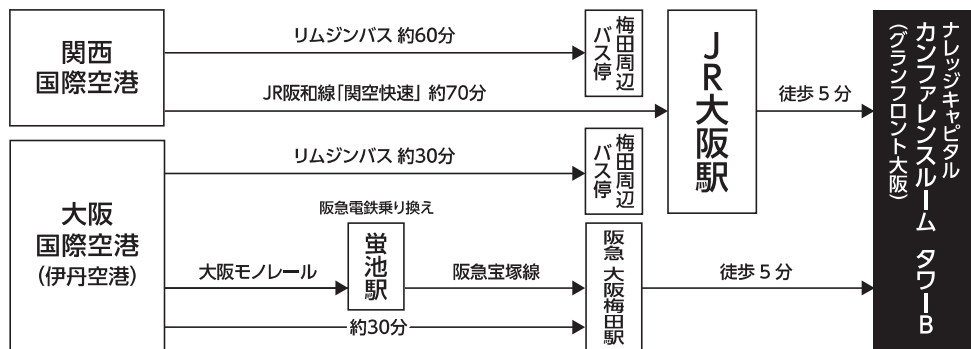 関西
国際空港
リムジンバス 約60分
梅田周辺
バス停
JR阪和線「関空快速」 約70分
JR大阪駅
徒歩5分
大阪
国際空港
(伊丹空港)
リムジンバス 約30分
梅田周辺
バス停
阪急電鉄乗り換え
大阪モノレール
蛍池駅
阪急宝塚線
約30分
阪急 大阪梅田駅
徒歩5分
ナレッジキャピタル
カンファレンスルーム タワーB
(グランフロント大阪)